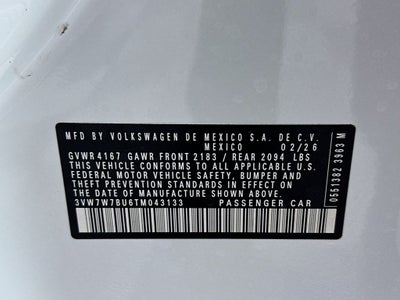 MFD BY VOLKSWAGEN DE MEXICO S.A. DE C.V.
MEXICO 02/26
GVWR 4167 GAWR FRONT 2183 / REAR 2094 LBS
THIS VEHICLE CONFORMS TO ALL APPLICABLE U.S.
FEDERAL MOTOR VEHICLE SAFETY, BUMPER AND
THEFT PREVENTION STANDARDS IN EFFECT ON
THE DATE OF MANUFACTURE SHOWN ABOVE.
3VW7W7BU6TM043133 PASSENGER CAR
0551382 3963 M